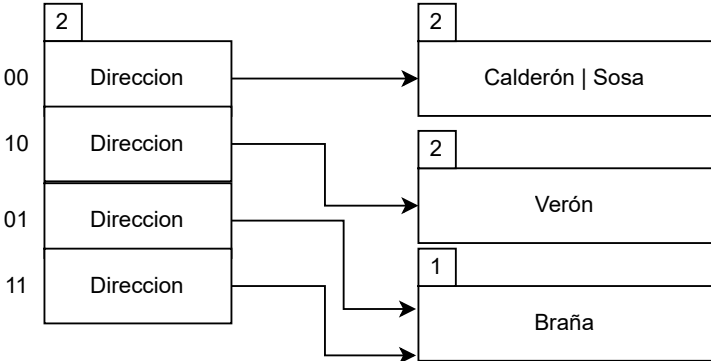 2
2
00
Direccion
Calderón | Sosa
10
Direccion
2
Verón
01
Direccion
1
11
Direccion
Braña